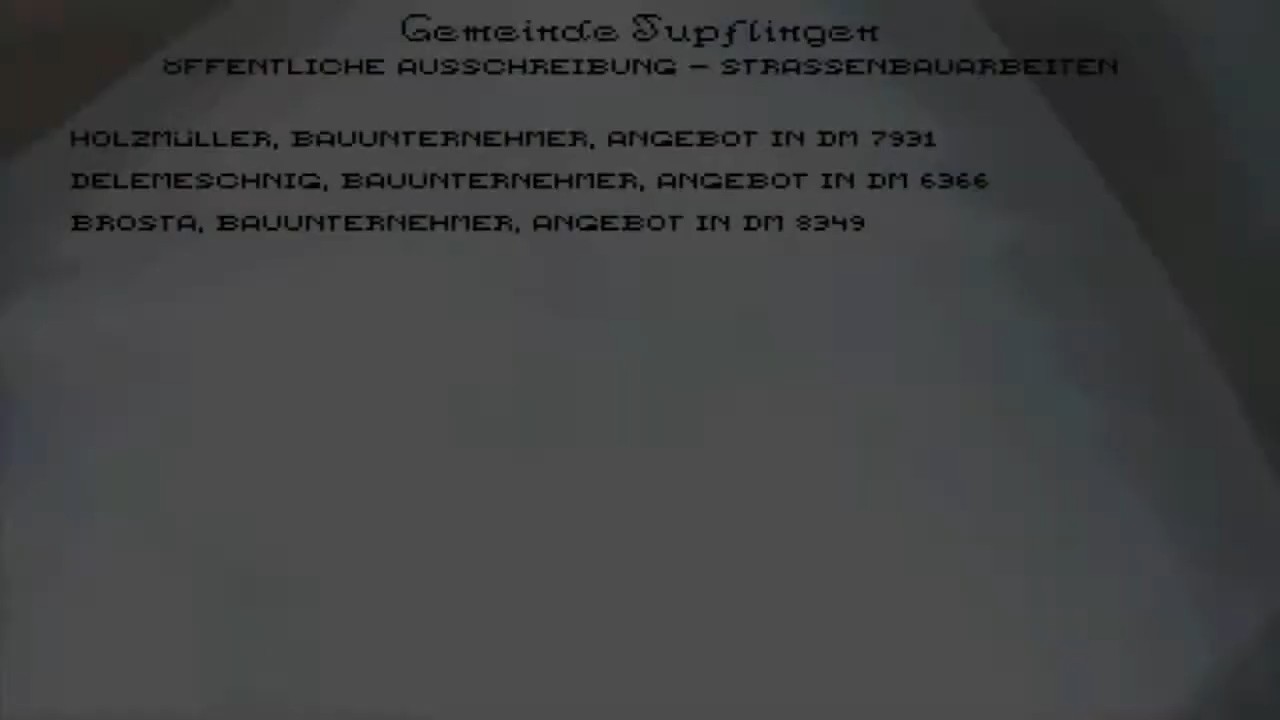 Gemeinde Tupflingen
ÖFFENTLICHE AUSSCHREIBUNG - STRASSENBAUARBEITEN
HOLZMÜLLER, BAUUNTERNEHMER, ANGEBOT IN DM 7931
DELEMESCHNIG, BAUUNTERNEHMER, ANGEBOT IN DM 6366
BROSTA, BAUUNTERNEHMER, ANGEBOT IN DM 8349